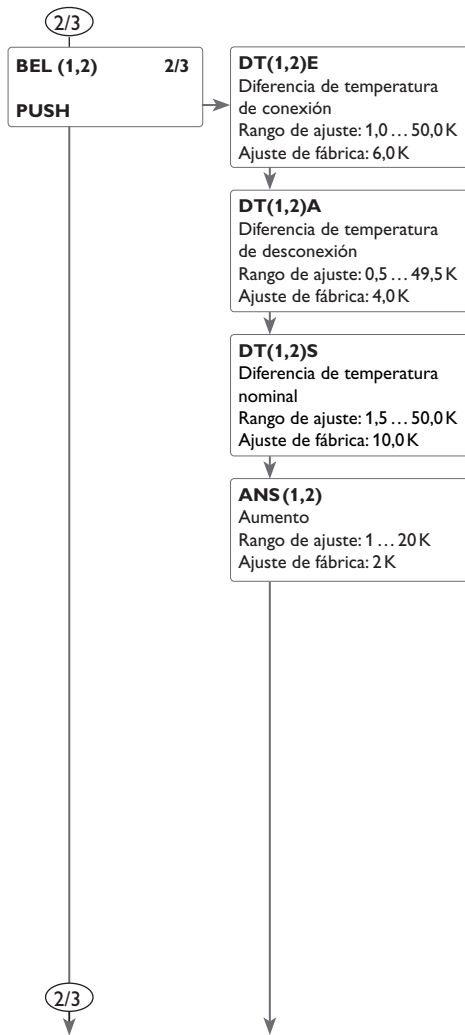 2/3
BEL (1,2) 2/3
PUSH
DT(1,2)E
Diferencia de temperatura
de conexión
Rango de ajuste: 1,0 … 50,0 K
Ajuste de fábrica: 6,0 K
DT(1,2)A
Diferencia de temperatura
de desconexión
Rango de ajuste: 0,5 … 49,5 K
Ajuste de fábrica: 4,0 K
DT(1,2)S
Diferencia de temperatura
nominal
Rango de ajuste: 1,5 … 50,0 K
Ajuste de fábrica: 10,0 K
ANS (1,2)
Aumento
Rango de ajuste: 1 … 20 K
Ajuste de fábrica: 2 K
2/3